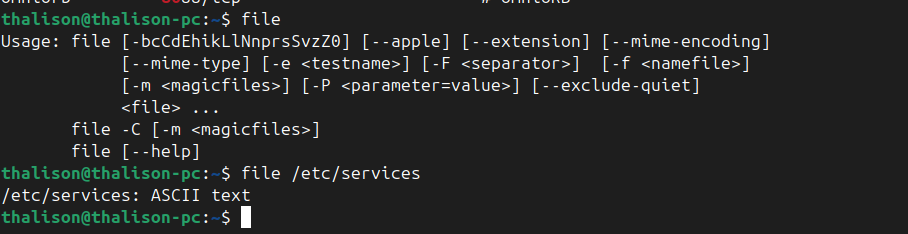 thalison@thalison-pc:~$ file
Usage: file [-bcCdEhikLlNnprsSvzZ0] [--apple] [--extension] [--mime-encoding]
            [--mime-type] [-e <testname>] [-F <separator>]  [-f <namefile>]
            [-m <magicfiles>] [-P <parameter=value>] [--exclude-quiet]
            <file> ...
       file -C [-m <magicfiles>]
       file [--help]
thalison@thalison-pc:~$ file /etc/services
/etc/services: ASCII text
thalison@thalison-pc:~$